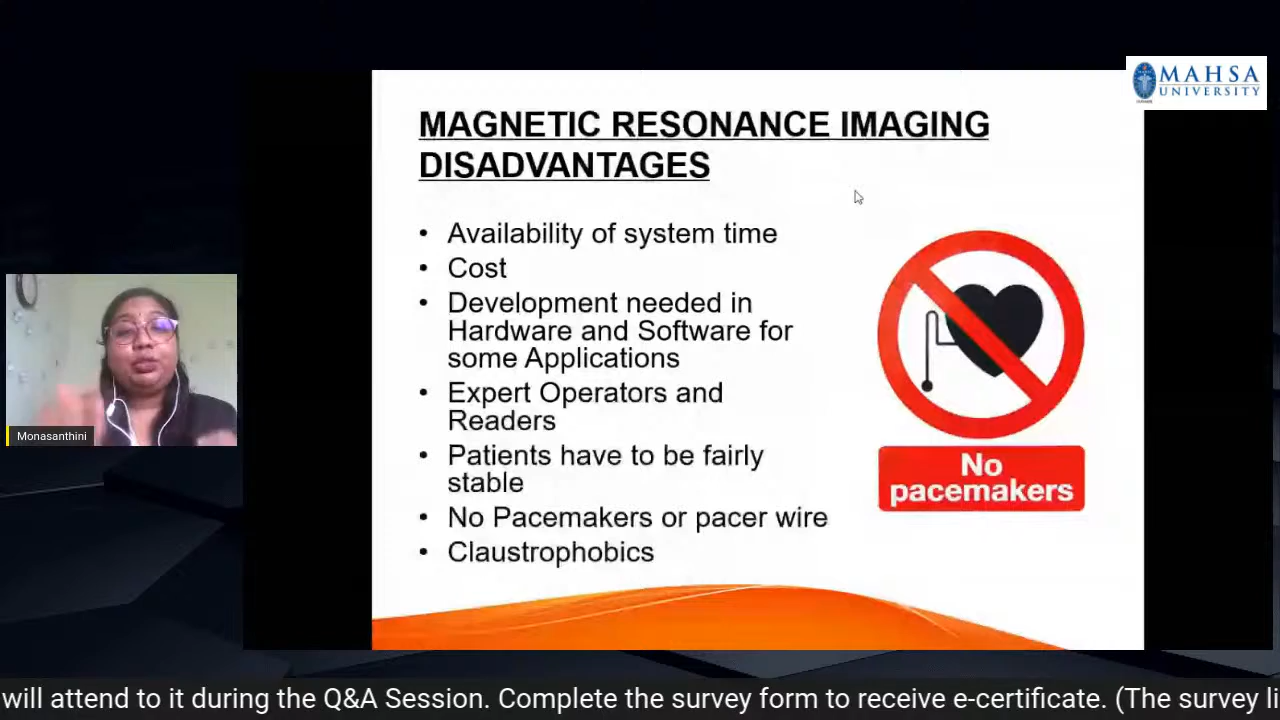 MAHSA
UNIVERSITY
MAGNETIC RESONANCE IMAGING
DISADVANTAGES
• Availability of system time
• Cost
• Development needed in
Hardware and Software for
some Applications
• Expert Operators and
Readers
• Patients have to be fairly
stable
• No Pacemakers or pacer wire
• Claustrophobics
No
pacemakers
Monasanthini
will attend to it during the Q&A Session. Complete the survey form to receive e-certificate. (The survey li